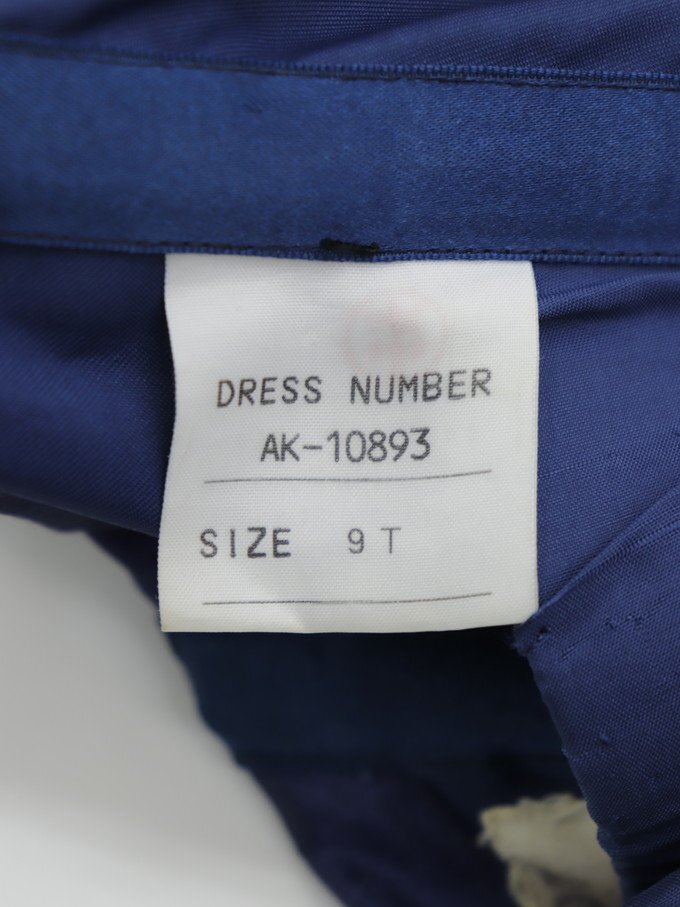 DRESS NUMBER
AK-10893
SIZE 9T